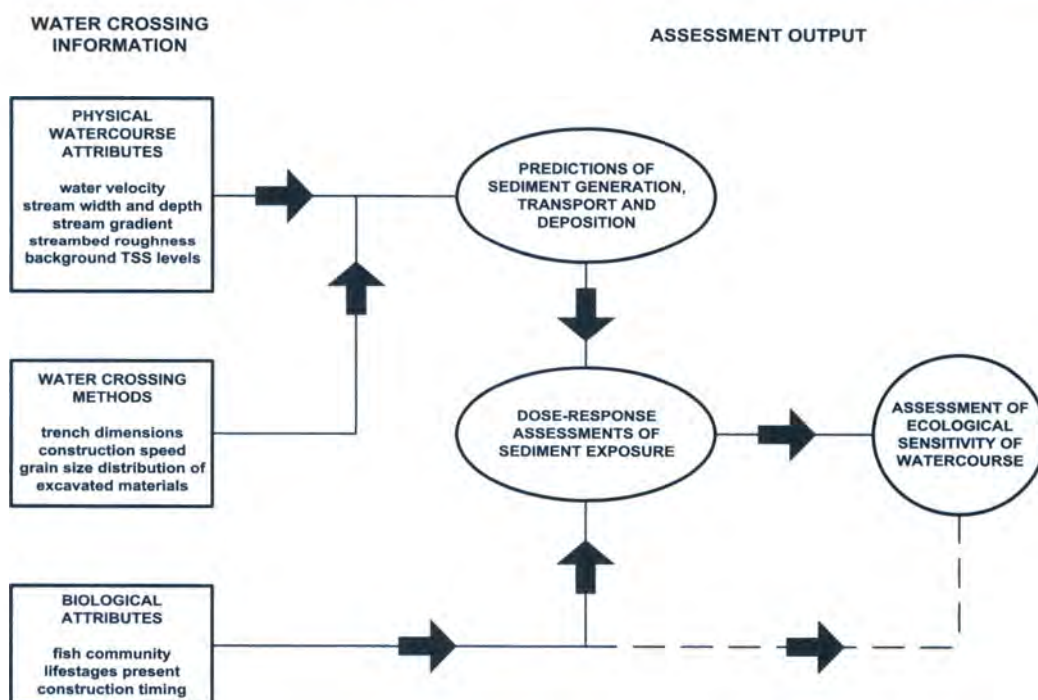 WATER CROSSING
INFORMATION
ASSESSMENT OUTPUT
PHYSICAL
WATERCOURSE
ATTRIBUTES
water velocity
stream width and depth
stream gradient
streambed roughness
background TSS levels
PREDICTIONS OF
SEDIMENT GENERATION,
TRANSPORT AND
DEPOSITION
WATER CROSSING
METHODS
trench dimensions
construction speed
grain size distribution of
excavated materials
DOSE-RESPONSE
ASSESSMENTS OF
SEDIMENT EXPOSURE
ASSESSMENT OF
ECOLOGICAL
SENSITIVITY OF
WATERCOURSE
BIOLOGICAL
ATTRIBUTES
fish community
lifestages present
construction timing